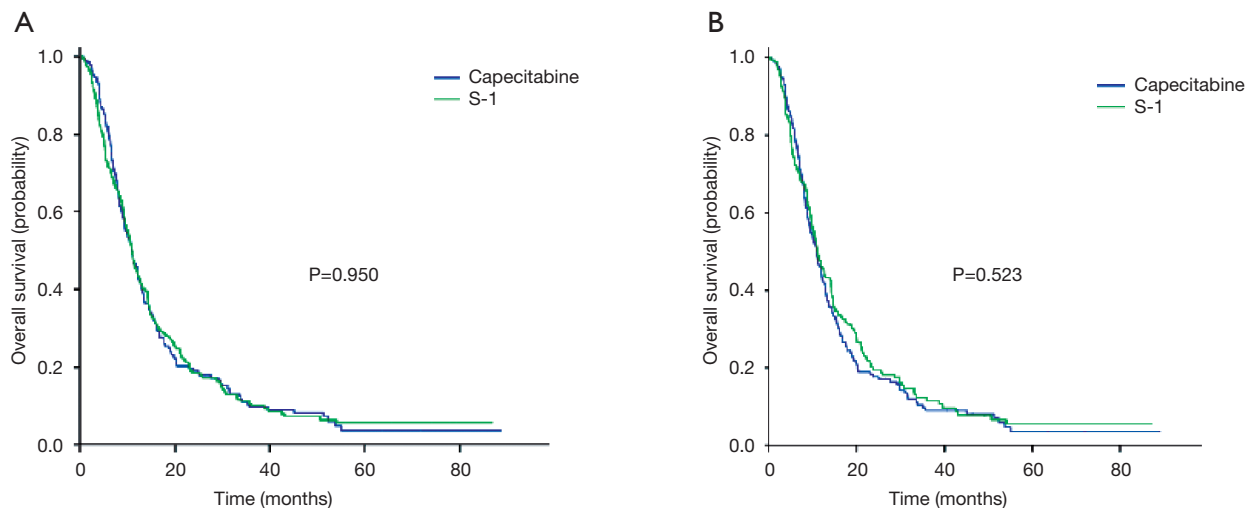 A
1.0
0.8
0.6
0.4
0.2
0.0
Overall survival (probability)
Capecitabine
S-1
P=0.950
0 20 40 60 80
Time (months)
B
1.0
0.8
0.6
0.4
0.2
0.0
Overall survival (probability)
Capecitabine
S-1
P=0.523
0 20 40 60 80
Time (months)